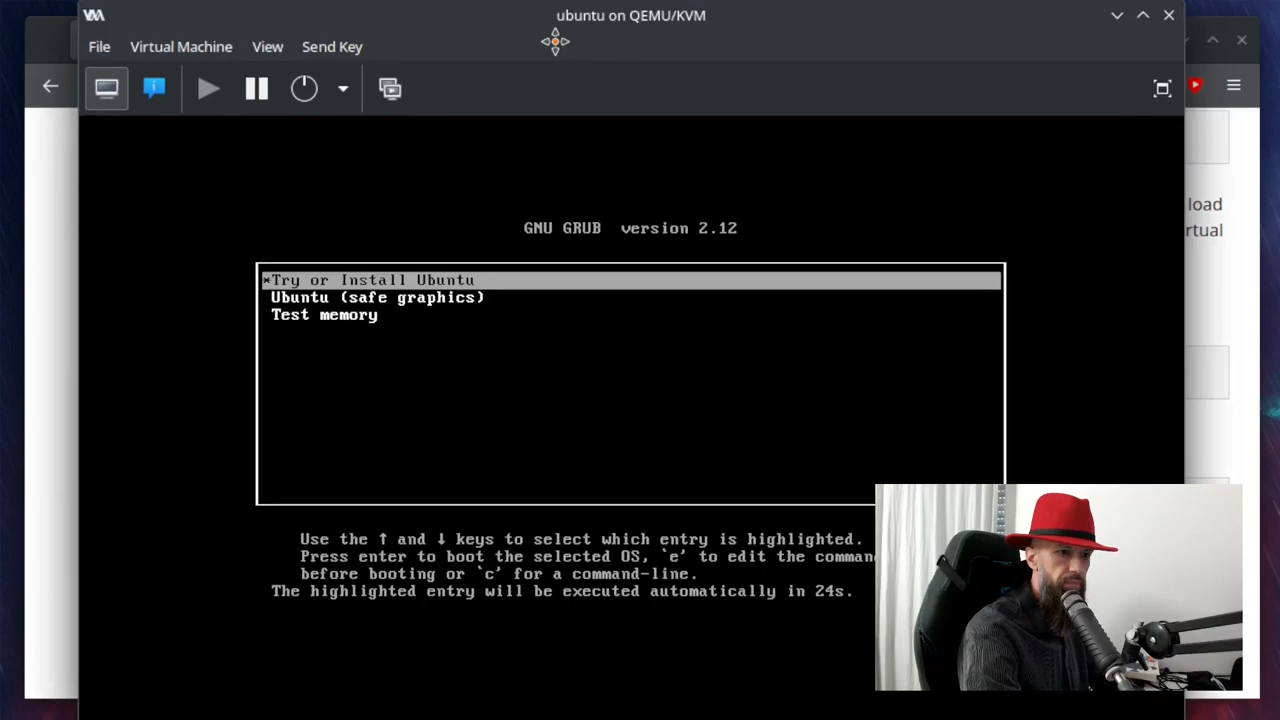 ubuntu on QEMU/KVM
File Virtual Machine View Send Key
load
rtual
GNU GRUB version 2.12
*Try or Install Ubuntu
Ubuntu (safe graphics)
Test memory
Use the ↑ and ↓ keys to select which entry is highlighted.
Press enter to boot the selected OS, `e' to edit the comman
before booting or `c' for a command-line.
The highlighted entry will be executed automatically in 24s.